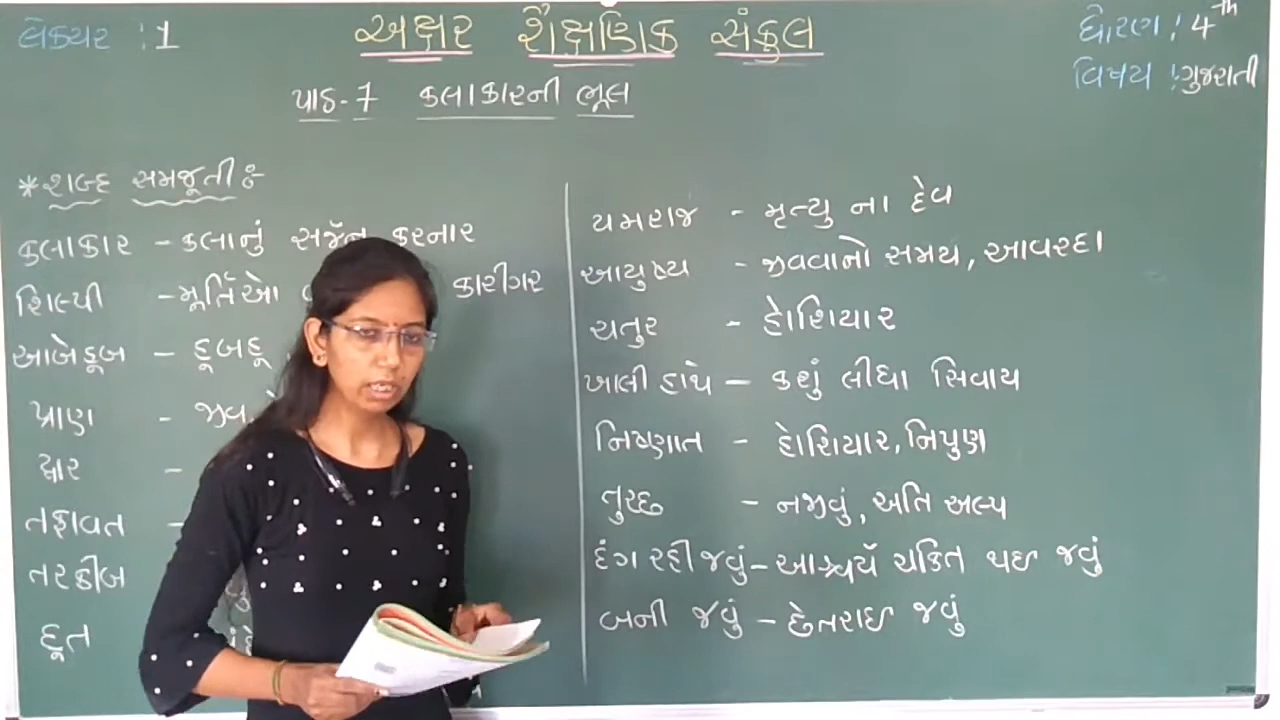 લેક્ચર : 1
અક્ષર શૈક્ષણિક સંકુલ
ધોરણ : 4th
વિષય : ગુજરાતી
પાઠ-7 કલાકારની ભૂલ
* શબ્દ સમજૂતી :-
કલાકાર - કલાનું સર્જન કરનાર
શિલ્પી - મૂર્તિઓ કારીગર
આબેહૂબ - હૂબહૂ
પ્રાણ - જીવ
દ્વાર -
તફાવત -
તરકીબ
દૂત
યમરાજ - મૃત્યુ ના દેવ
આયુષ્ય - જીવવાનો સમય, આવરદા
ચતુર - હોશિયાર
ખાલી હાથે - કશું લીધા સિવાય
નિષ્ણાત - હોશિયાર, નિપુણ
તુચ્છ - નજીવું, અતિ અલ્પ
દંગ રહી જવું - આશ્ચર્ય ચકિત થઇ જવું
બની જવું - છેતરાઇ જવું